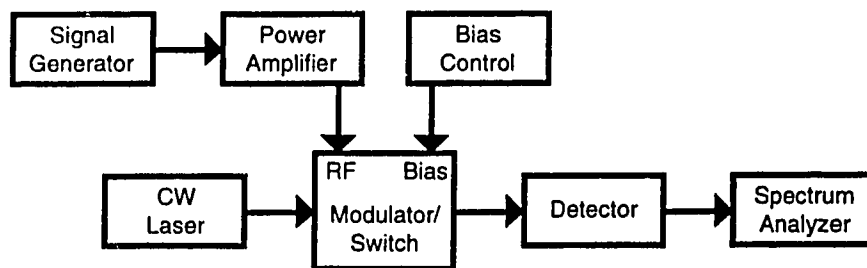 Signal
Generator
Power
Amplifier
Bias
Control
RF
Bias
CW
Laser
Modulator/
Switch
Detector
Spectrum
Analyzer